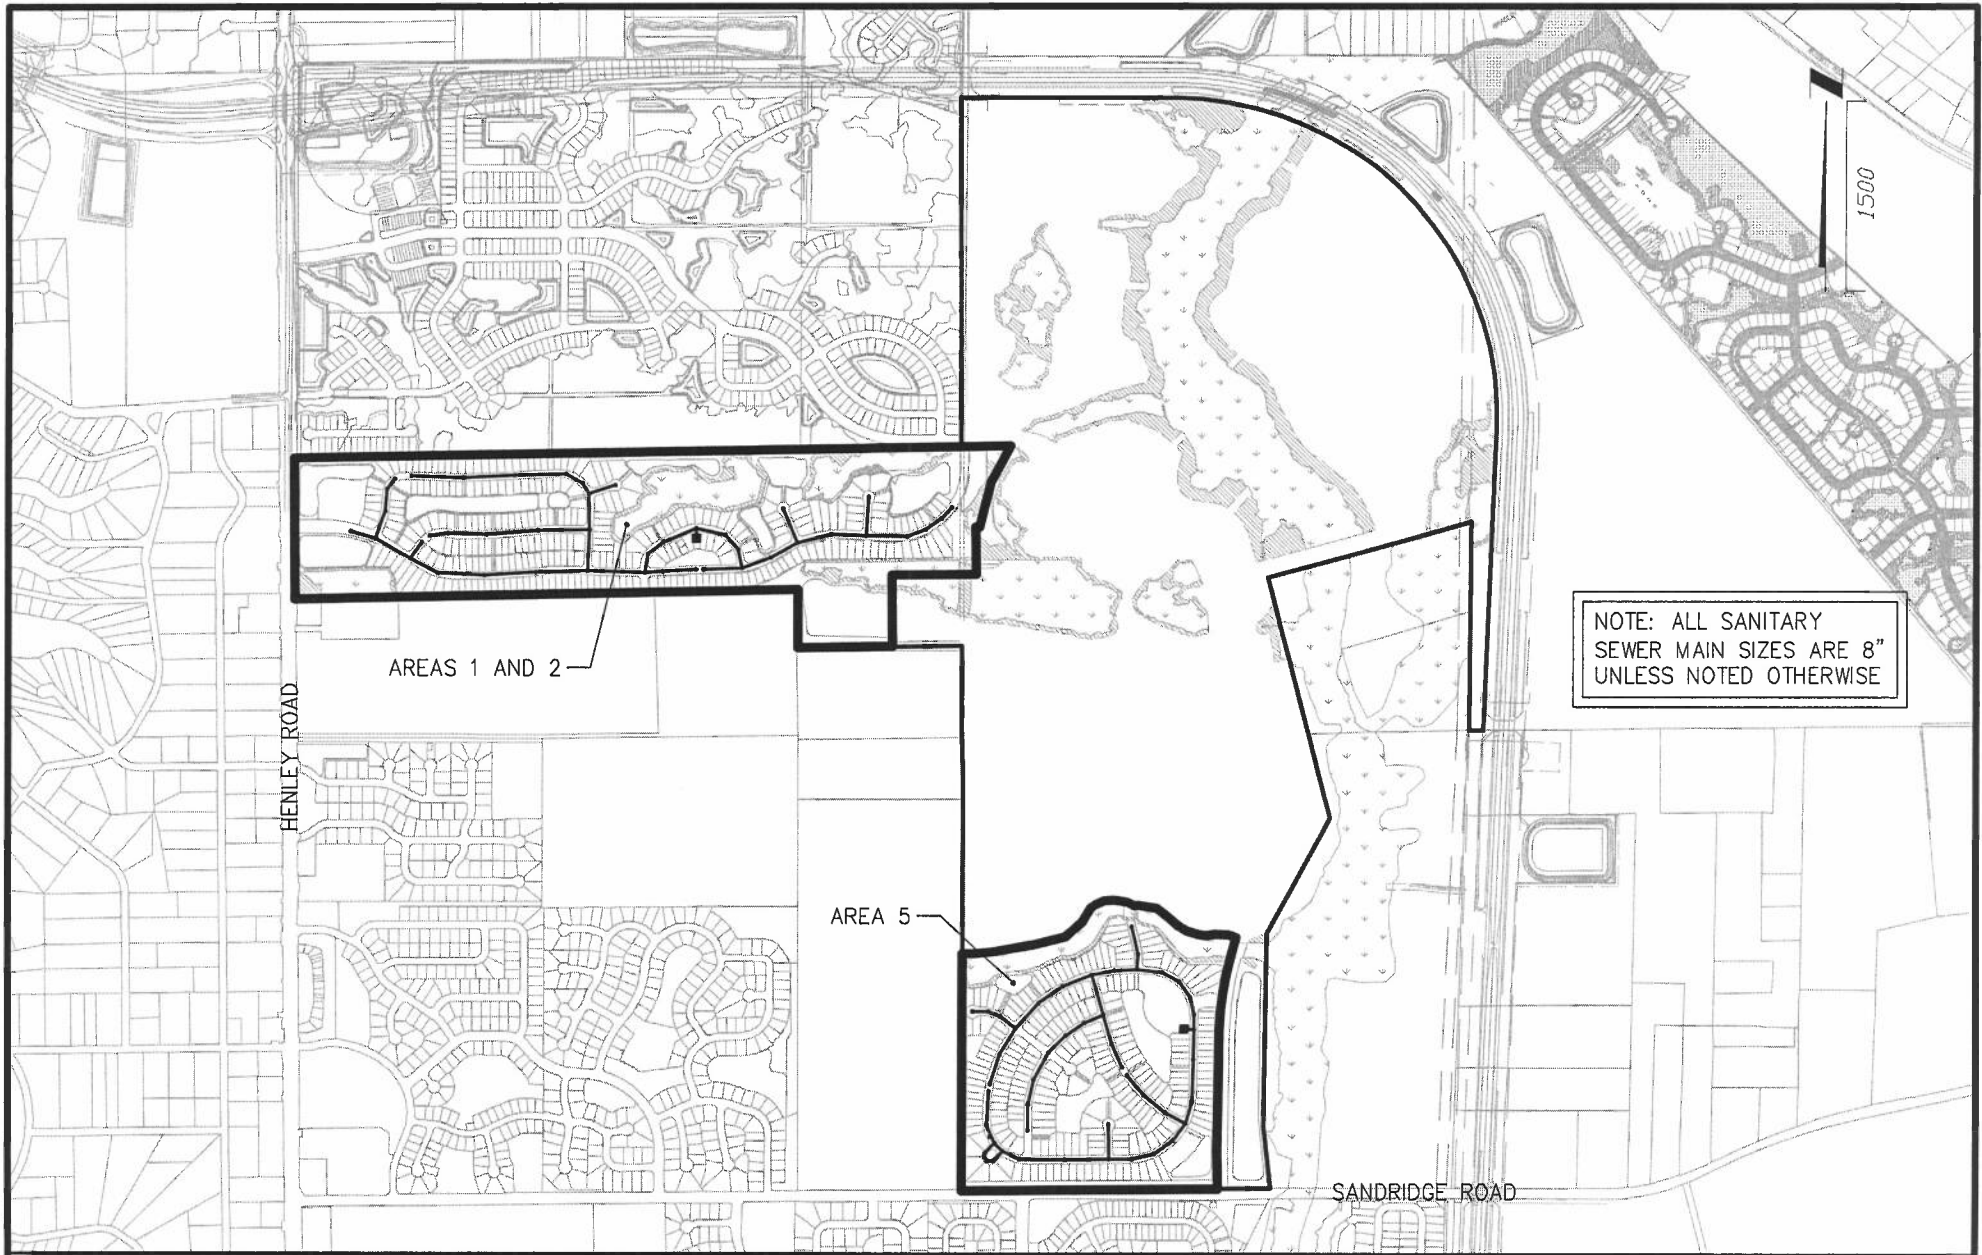 1500
NOTE: ALL SANITARY
SEWER MAIN SIZES ARE 8"
UNLESS NOTED OTHERWISE
AREAS 1 AND 2
HENLEY ROAD
AREA 5
SANDRIDGE ROAD